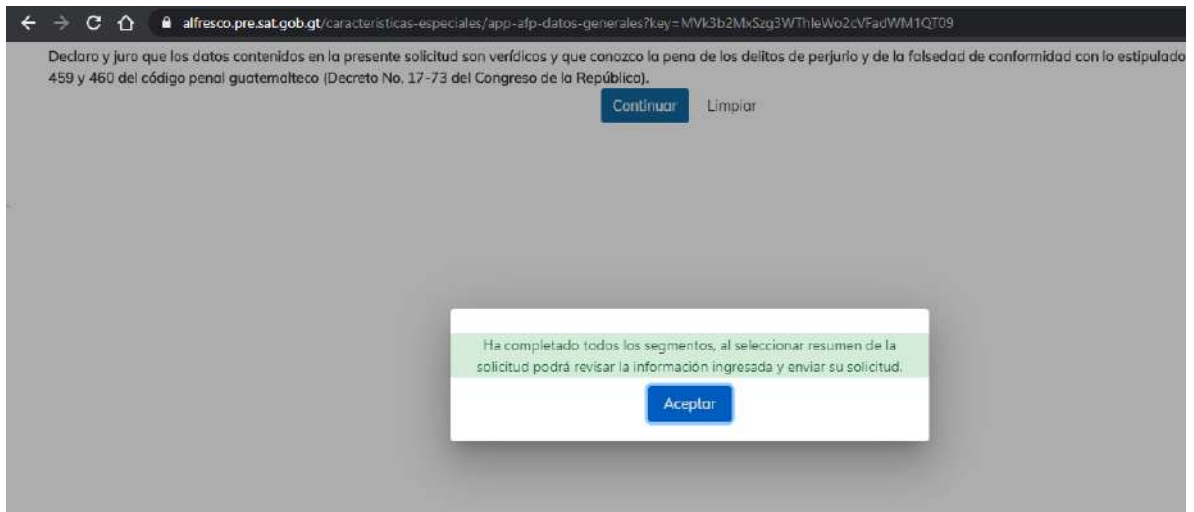 alfresco.pre.sat.gob.gt/caracteristicas-especiales/app-afp-datos-generales?key=MVk3b2MxSzg3WThleWo2cVFadWM1QT09
Declaro y juro que los datos contenidos en la presente solicitud son verídicos y que conozco la pena de los delitos de perjurio y de la falsedad de conformidad con lo estipulado
459 y 460 del código penal guatemalteco (Decreto No. 17-73 del Congreso de la República).
Continuar Limpiar
Ha completado todos los segmentos, al seleccionar resumen de la
solicitud podrá revisar la información ingresada y enviar su solicitud.
Aceptar